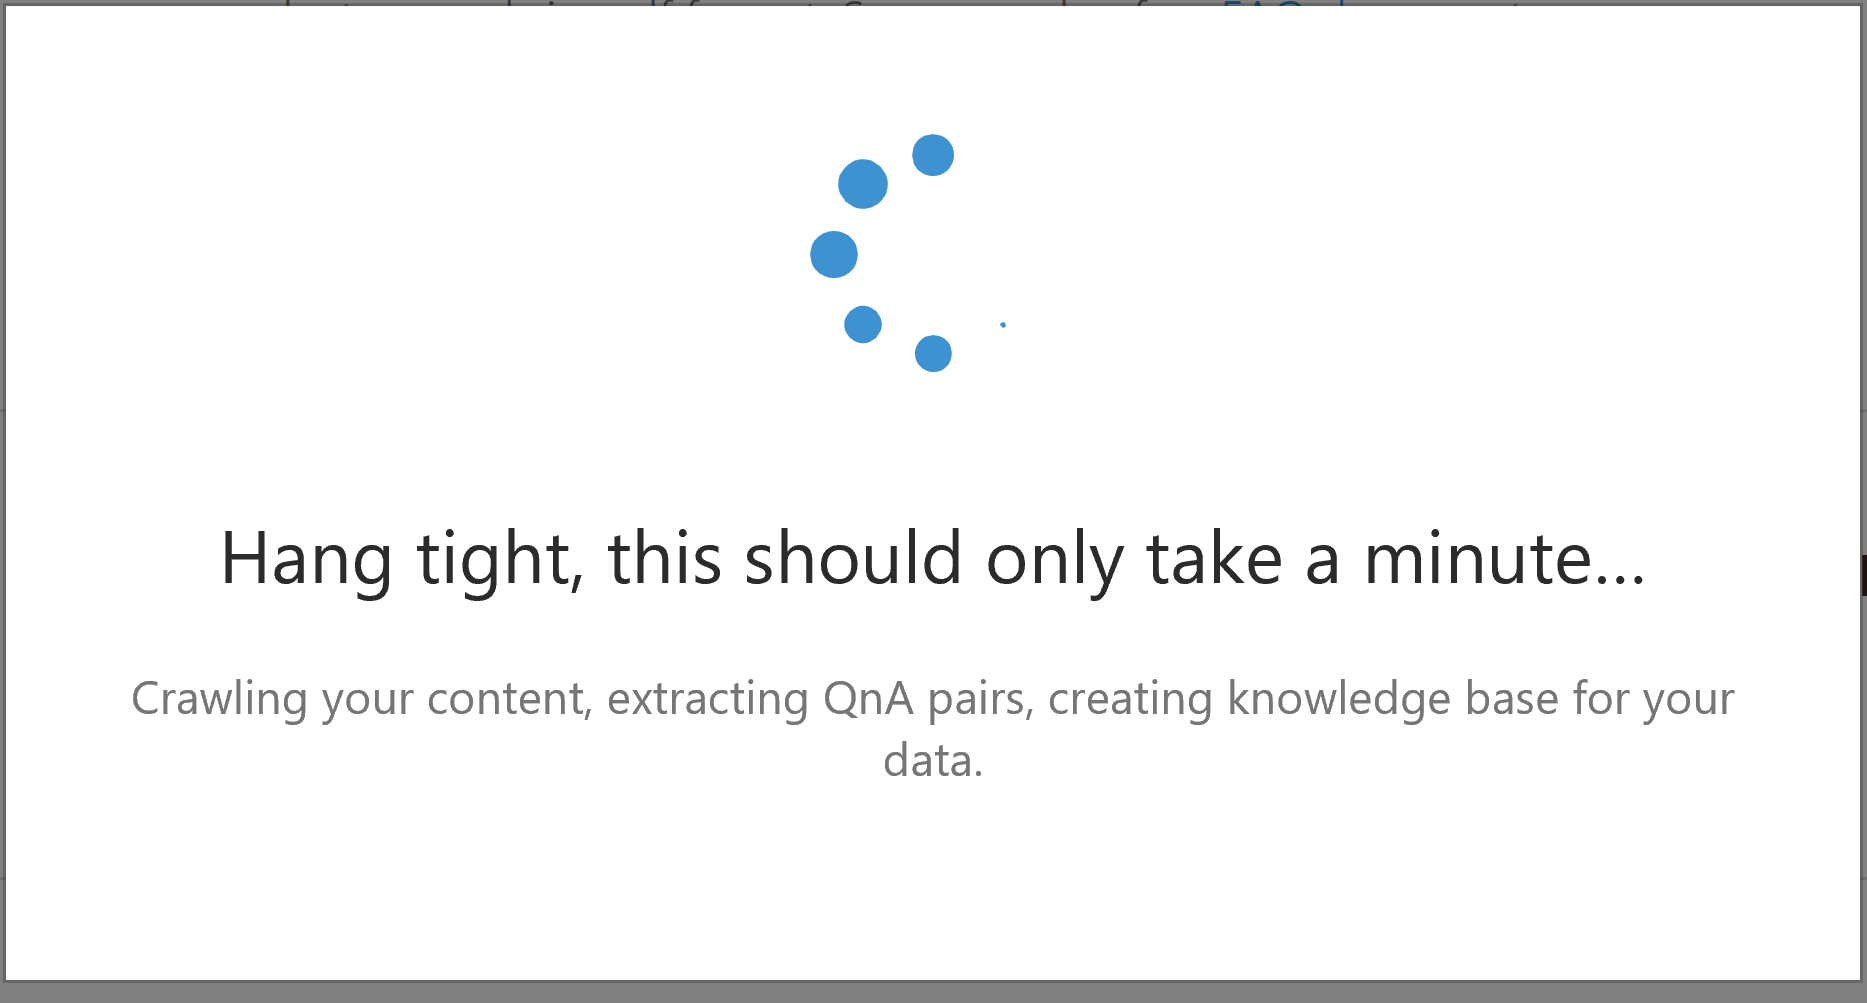 Hang tight, this should only take a minute...
Crawling your content, extracting QnA pairs, creating knowledge base for your
data.